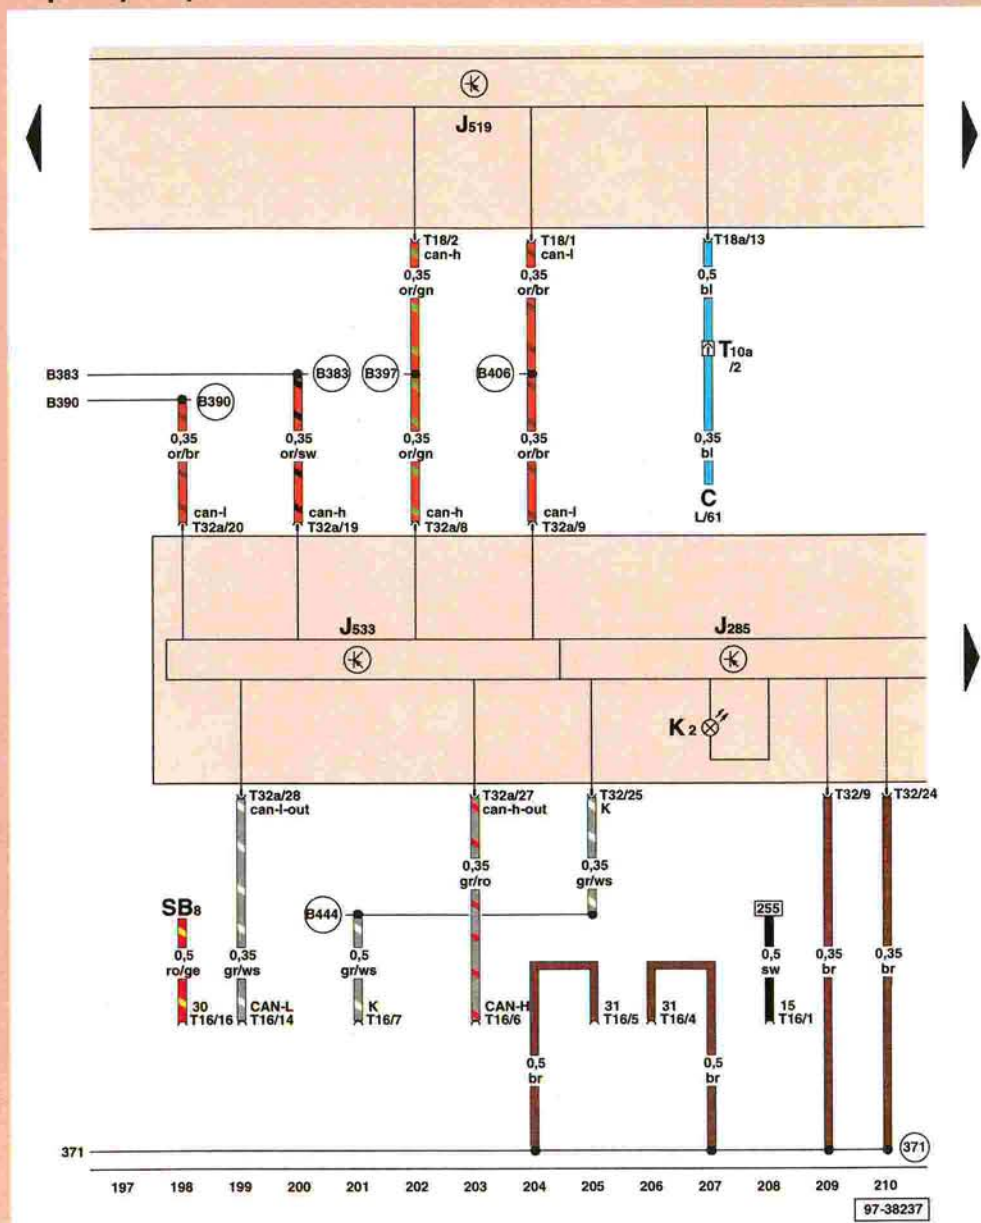 J519
T18/2
can-h
T18/1
can-l
T18a/13
0,35
or/gn
0,35
or/br
0,5
bl
T10a
/2
B383
B383
B397
B406
B390
B390
0,35
or/br
0,35
or/sw
0,35
or/gn
0,35
or/br
0,35
bl
C
L/61
can-l
T32a/20
can-h
T32a/19
can-h
T32a/8
can-l
T32a/9
J533
J285
K2
T32a/28
can-l-out
T32a/27
can-h-out
T32/25
K
T32/9
T32/24
0,35
gr/ro
0,35
gr/ws
SB8
B444
255
0,5
ro/ge
0,35
gr/ws
0,5
gr/ws
0,5
sw
0,35
br
0,35
br
30
T16/16
CAN-L
T16/14
K
T16/7
CAN-H
T16/6
31
T16/5
31
T16/4
15
T16/1
0,5
br
0,5
br
371
371
197 198 199 200 201 202 203 204 205 206 207 208 209 210
97-38237